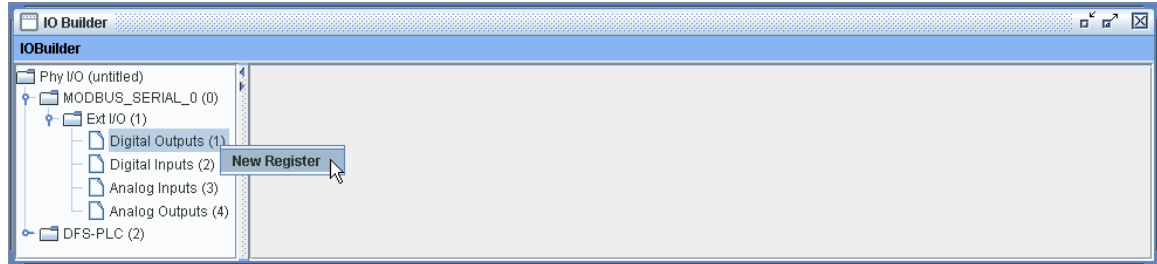 IO Builder
IOBuilder
Phy I/O (untitled)
MODBUS_SERIAL_0 (0)
Ext I/O (1)
Digital Outputs (1)
New Register
Digital Inputs (2)
Analog Inputs (3)
Analog Outputs (4)
DFS-PLC (2)